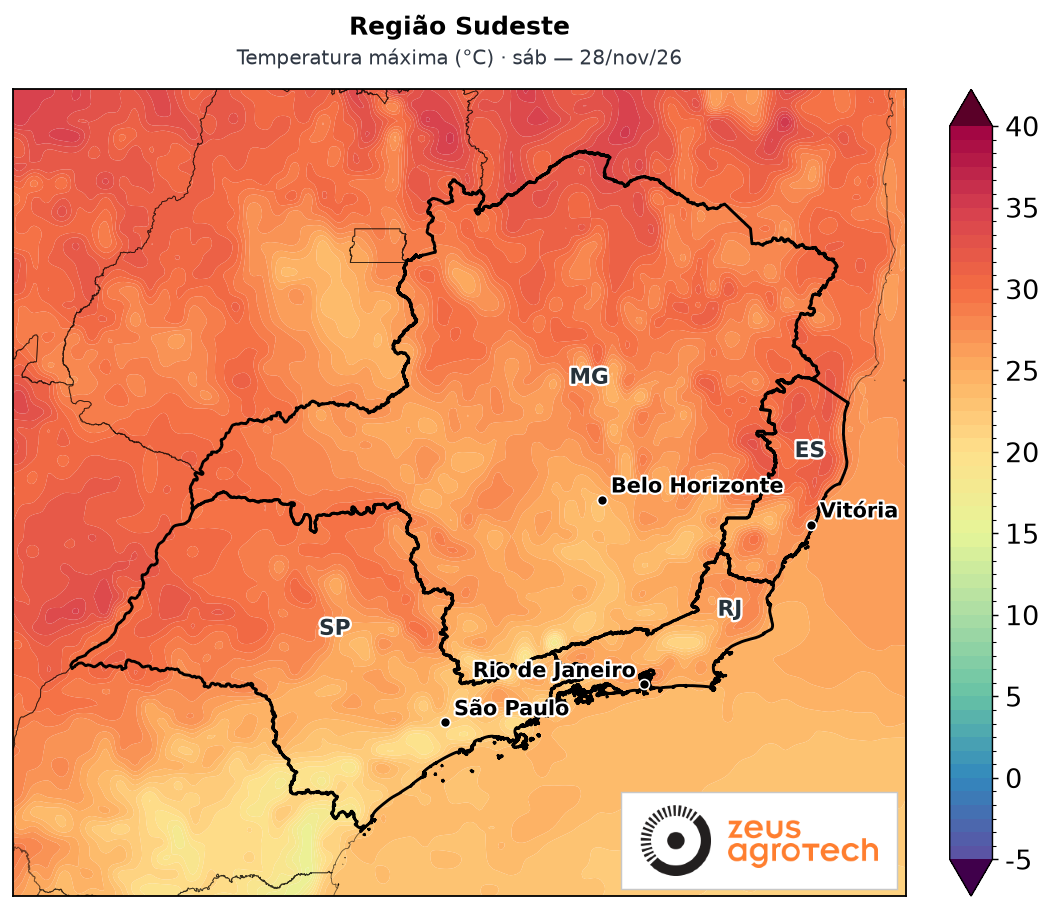 Região Sudeste
Temperatura máxima (°C) · sáb — 28/nov/26
40
35
30
25
20
15
10
5
0
-5
MG
ES
Belo Horizonte
Vitória
RJ
SP
Rio de Janeiro
São Paulo
zeus
agrotech